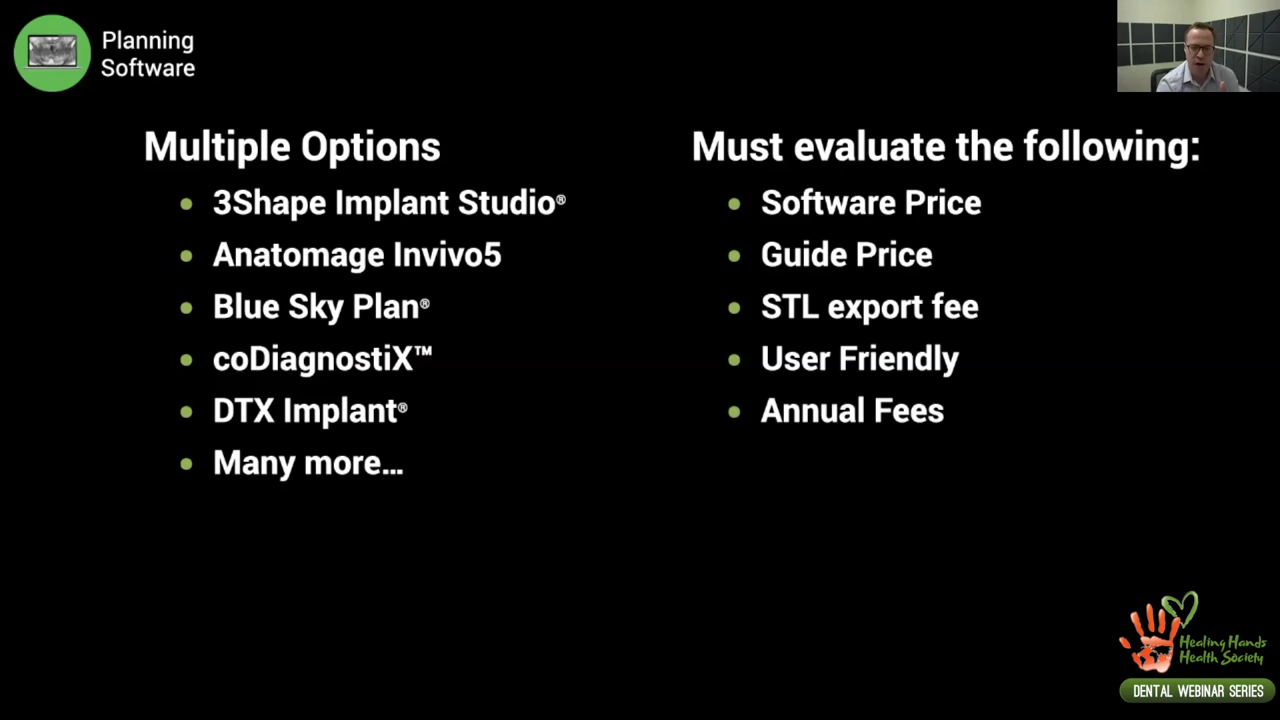 Planning
Software
Multiple Options
3Shape Implant Studio®
Anatomage Invivo5
Blue Sky Plan®
coDiagnostiX™
DTX Implant®
Many more...
Must evaluate the following:
Software Price
Guide Price
STL export fee
User Friendly
Annual Fees
Healing Hands
Health Society
DENTAL WEBINAR SERIES